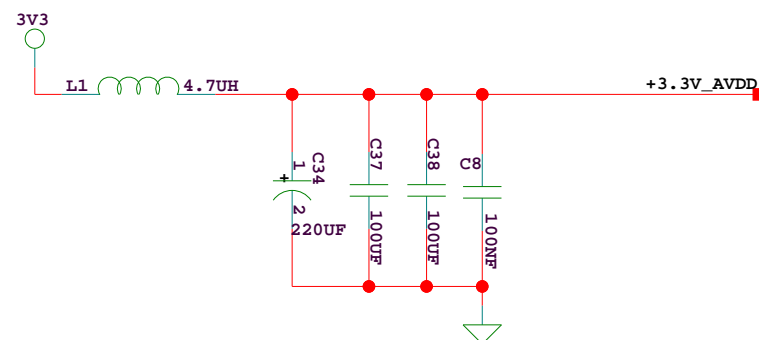 3V3
L1
4.7UH
+3.3V_AVDD
1
C34
+
2
220UF
C37
100UF
C38
100UF
C8
100NF